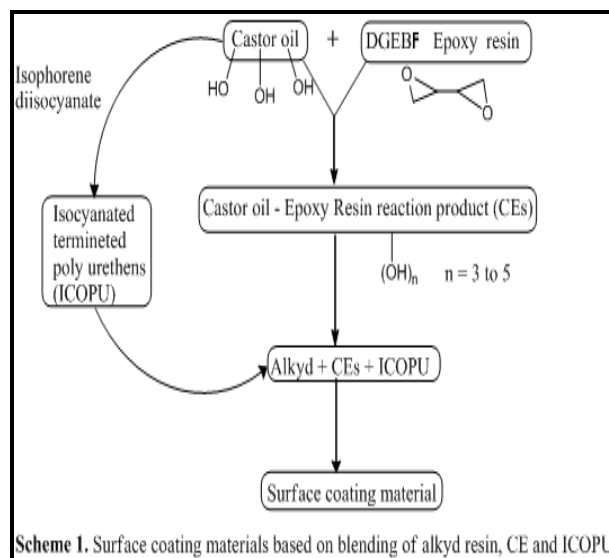 Castor oil + DGEBF Epoxy resin
Isophorene
diisocyanate
HO OH OH
O
O
Isocyanated
termineted
poly urethens
(ICOPU)
Castor oil - Epoxy Resin reaction product (CEs)
(OH)n n = 3 to 5
Alkyd + CEs + ICOPU
Surface coating material
Scheme 1. Surface coating materials based on blending of alkyd resin, CE and ICOPU